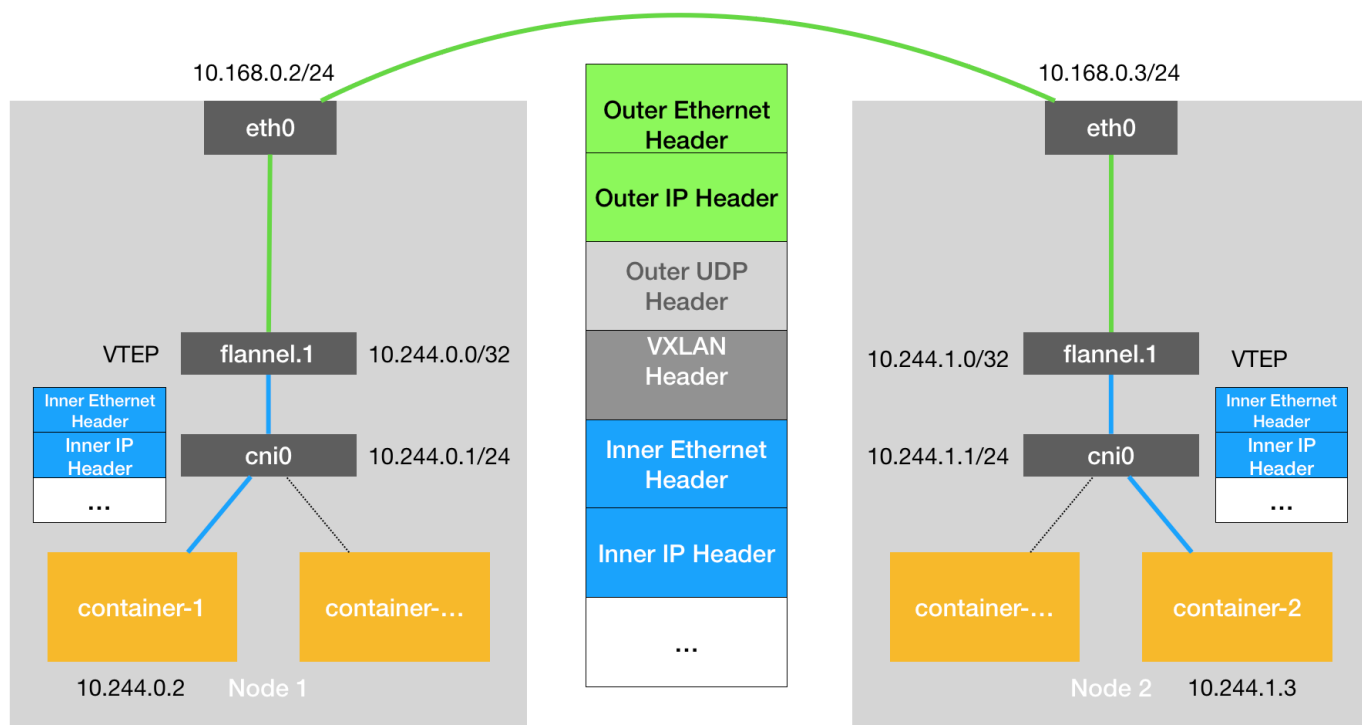 10.168.0.2/24
eth0
VTEP
flannel.1
10.244.0.0/32
Inner Ethernet
Header
Inner IP
Header
...
cni0
10.244.0.1/24
container-1
container-...
10.244.0.2
Node 1
Outer Ethernet
Header
Outer IP Header
Outer UDP
Header
VXLAN
Header
Inner Ethernet
Header
Inner IP Header
...
10.168.0.3/24
eth0
10.244.1.0/32
flannel.1
VTEP
10.244.1.1/24
cni0
Inner Ethernet
Header
Inner IP
Header
...
container-...
container-2
Node 2
10.244.1.3